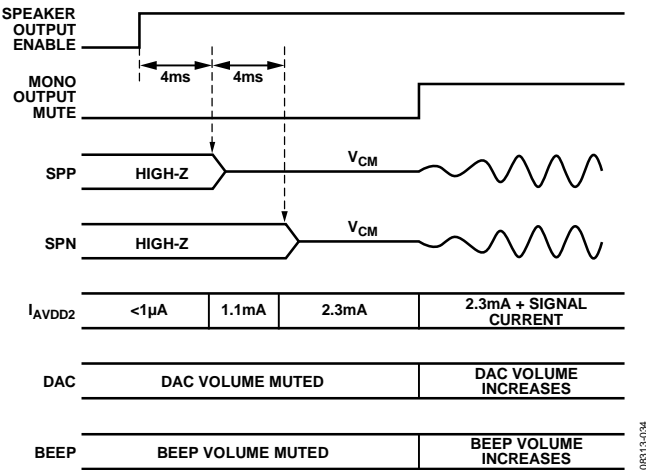 SPEAKER
OUTPUT
ENABLE
4ms 4ms
MONO
OUTPUT
MUTE
SPP HIGH-Z VCM
SPN HIGH-Z VCM
IAVDD2 <1µA 1.1mA 2.3mA 2.3mA + SIGNAL
CURRENT
DAC DAC VOLUME MUTED DAC VOLUME
INCREASES
BEEP BEEP VOLUME MUTED BEEP VOLUME
INCREASES
08313-034